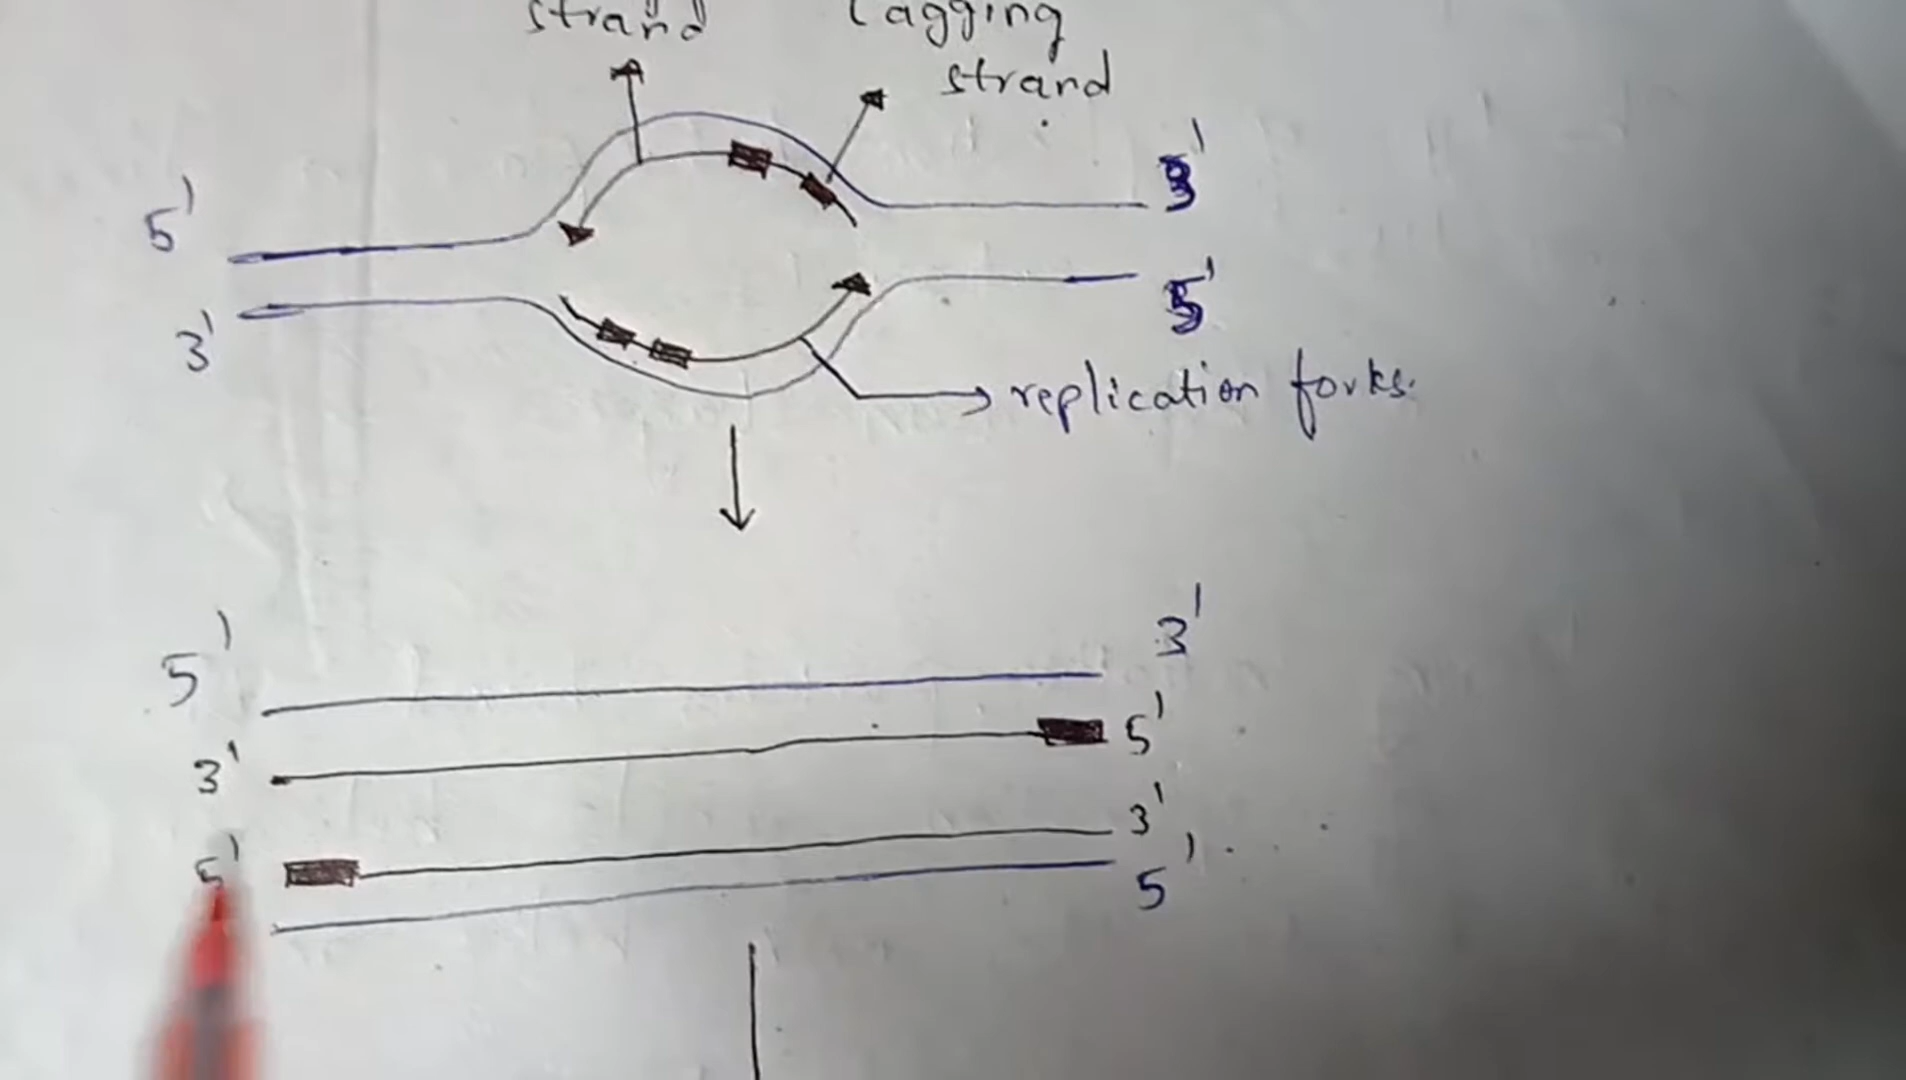 strand
Lagging
strand
5'
3'
3'
5'
replication forks.
5'
3'
3'
5'
5'
3'
5'